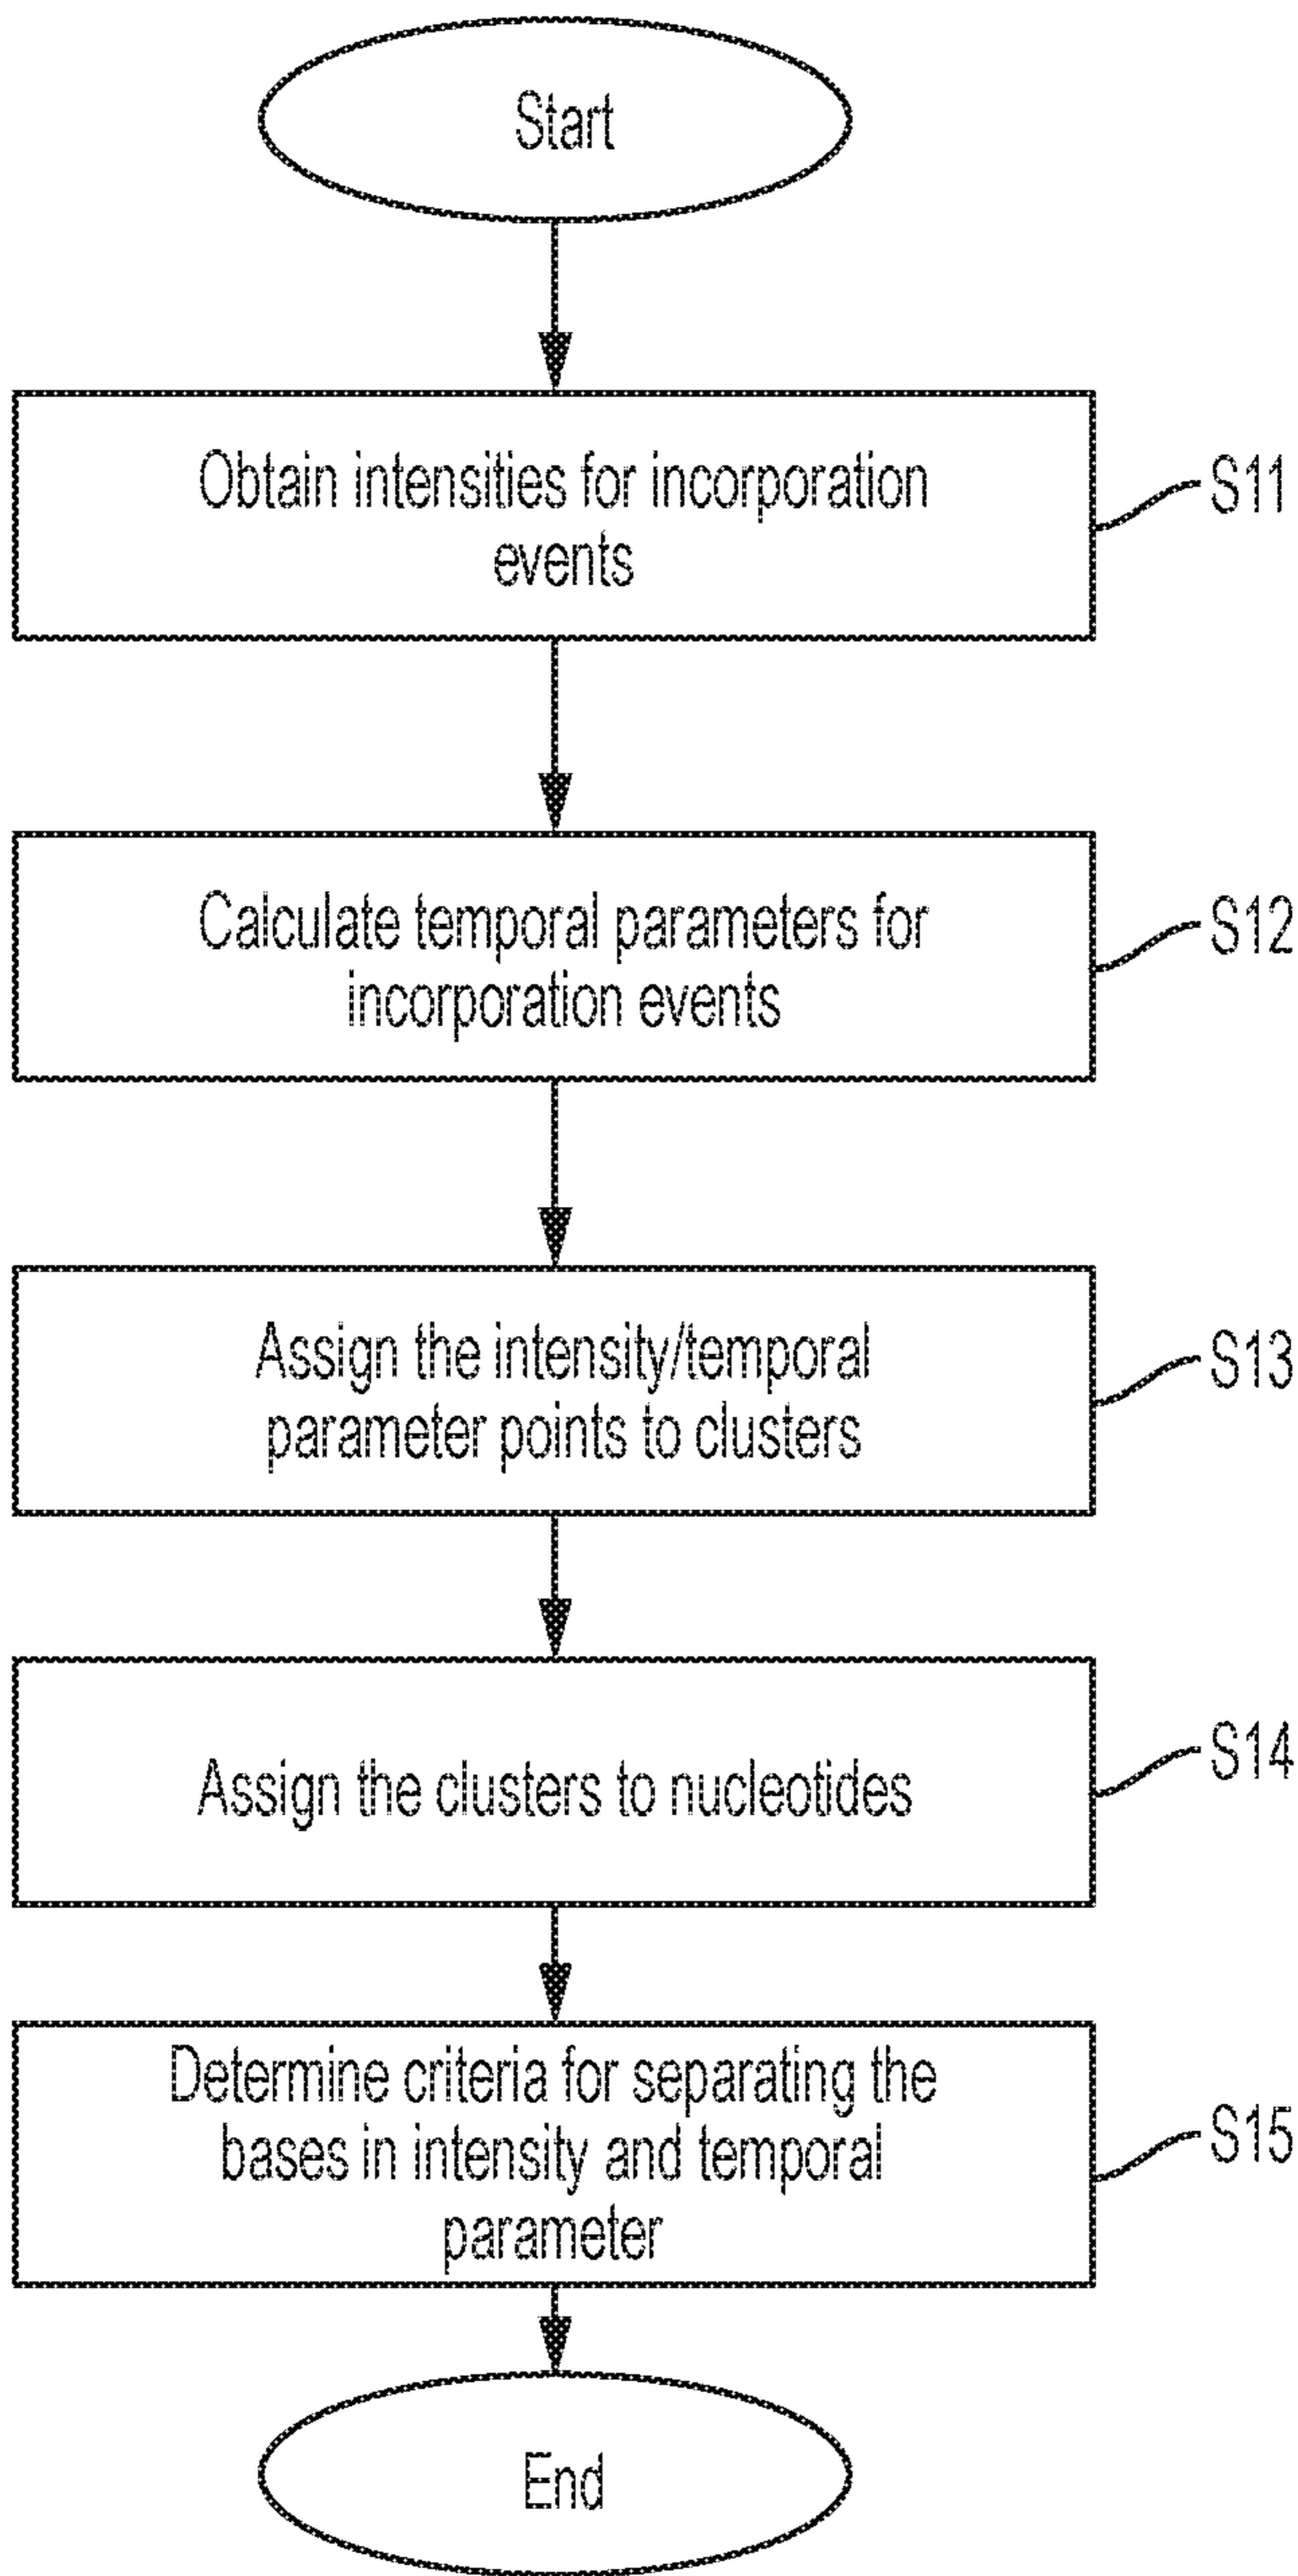 Start
Obtain intensities for incorporation
events
S11
Calculate temporal parameters for
incorporation events
S12
Assign the intensity/temporal
parameter points to clusters
S13
Assign the clusters to nucleotides
S14
Determine criteria for separating the
bases in intensity and temporal
parameter
S15
End